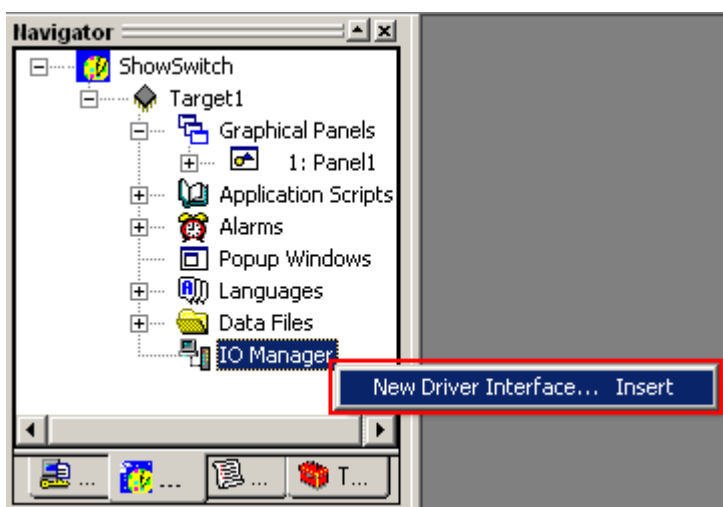 Navigator
ShowSwitch
Target1
Graphical Panels
1: Panel1
Application Scripts
Alarms
Popup Windows
Languages
Data Files
IO Manager
New Driver Interface... Insert
... ... ... T...